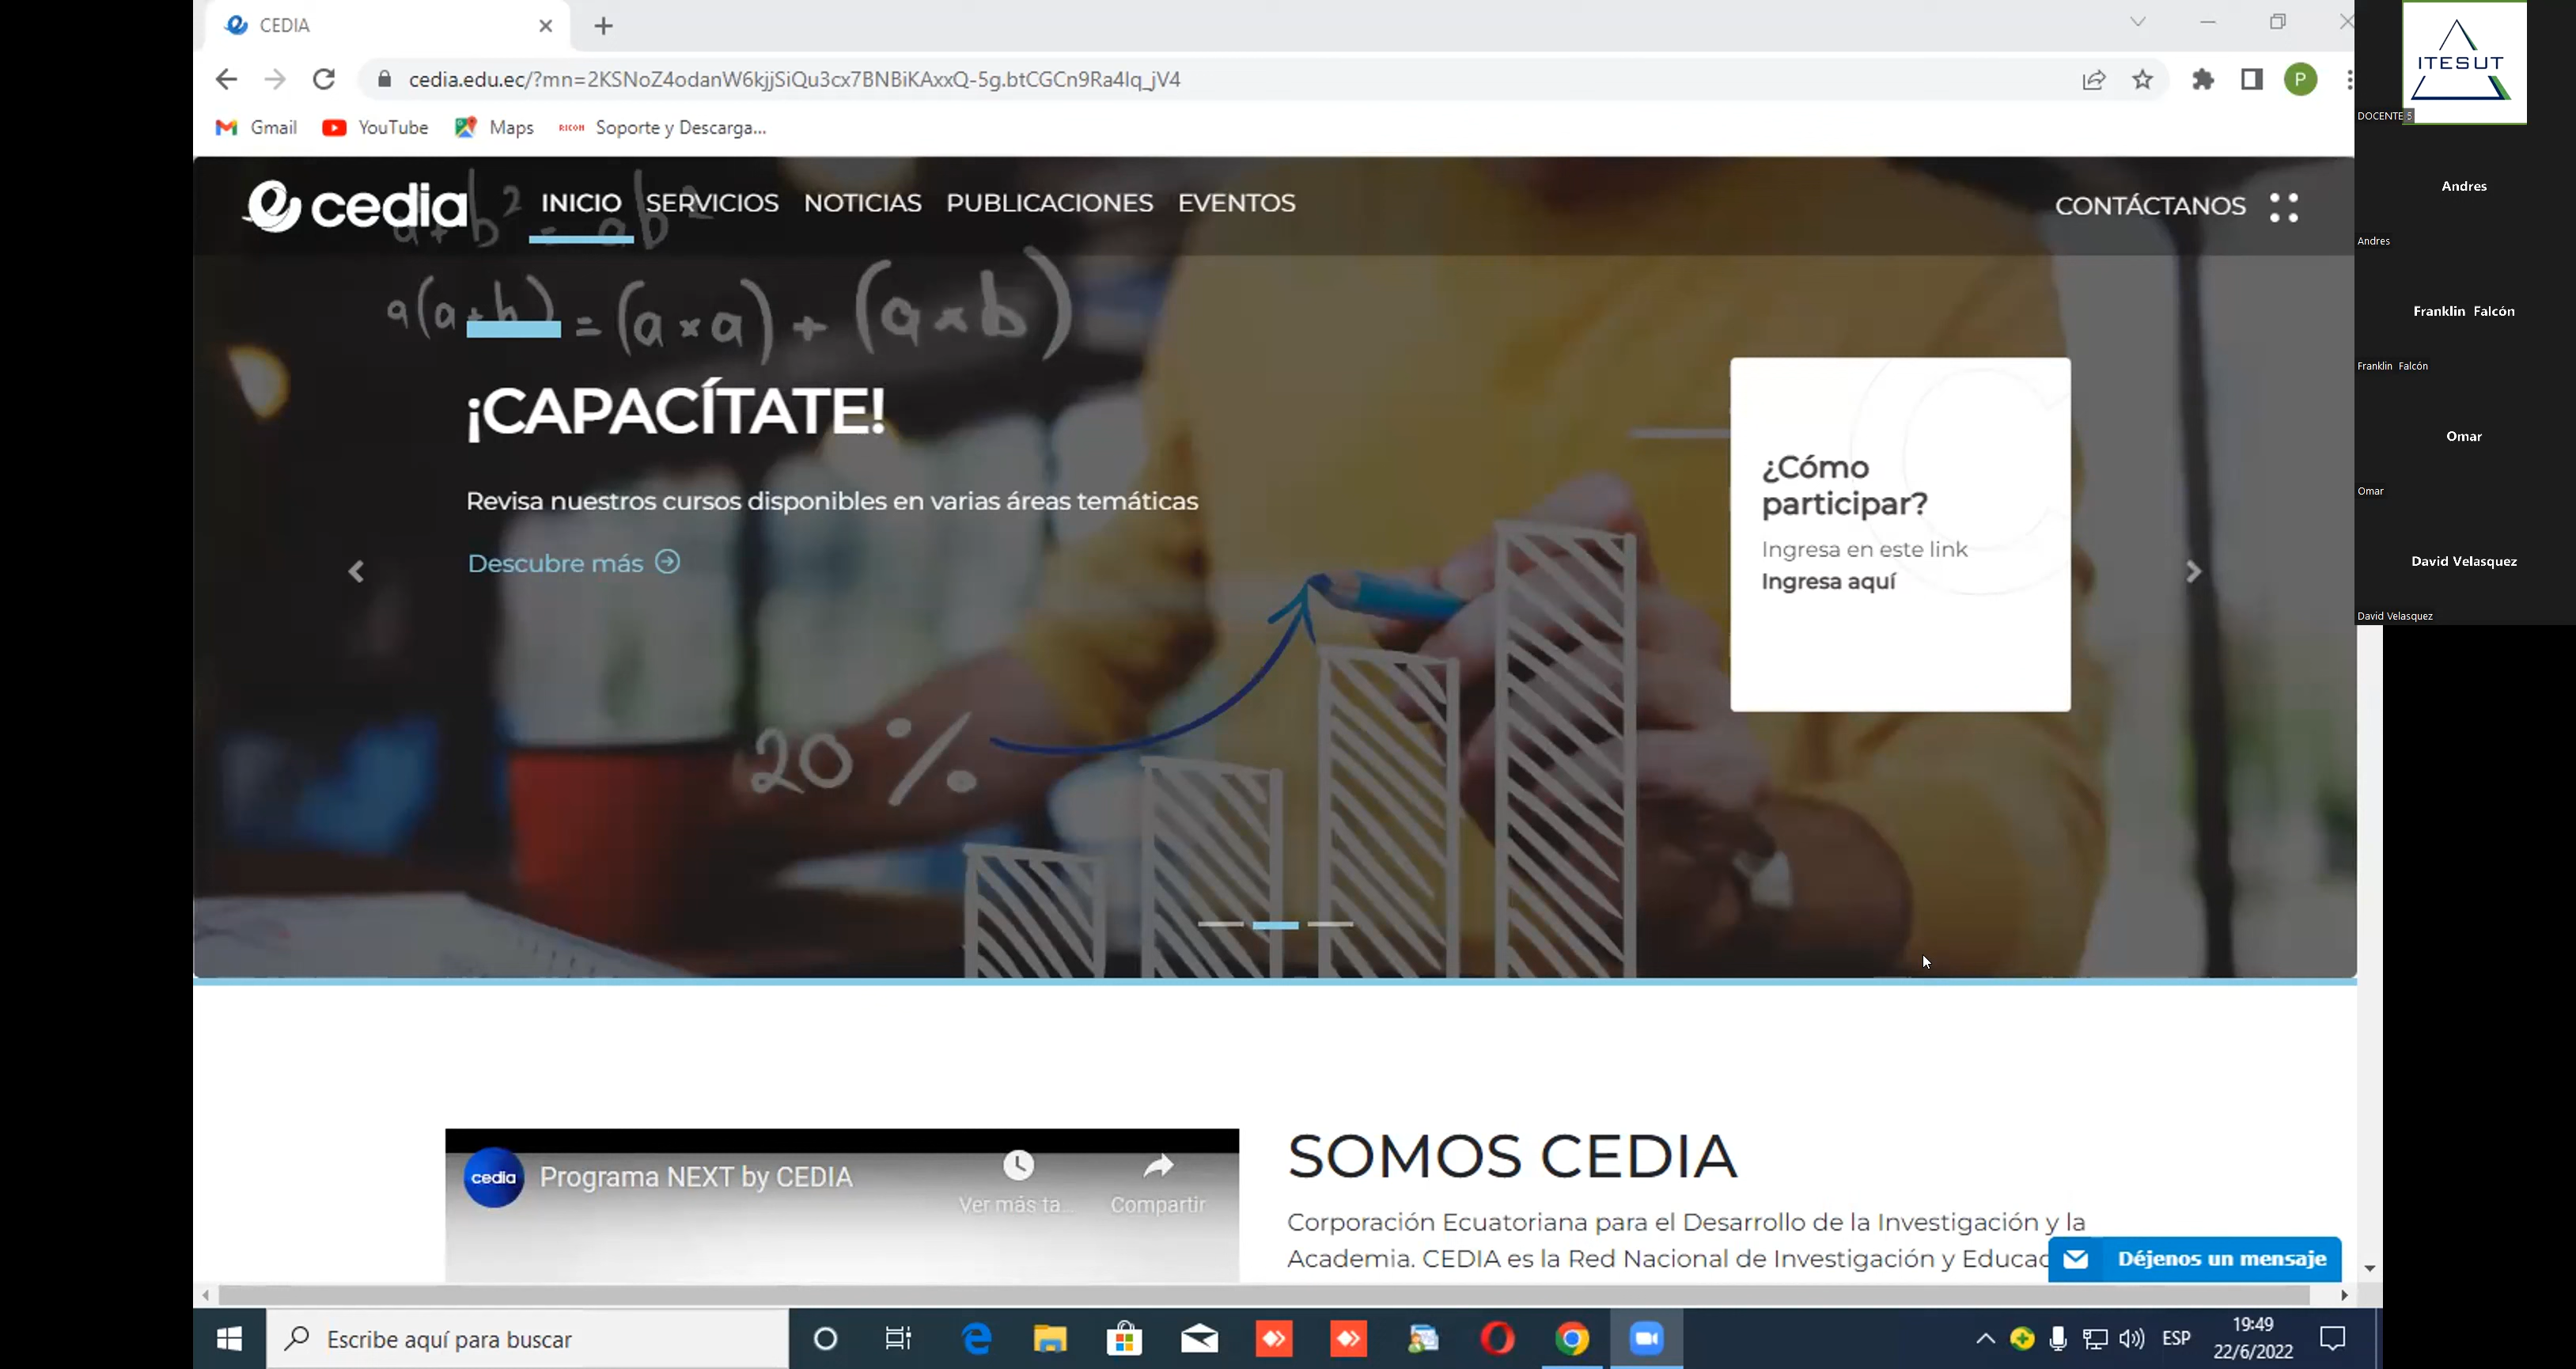 CEDIA
cedia.edu.ec/?mn=2KSNoZ4odanW6kjjSiQu3cx7BNBiKAxxQ-5g.btCGCn9Ra4Iq_jV4
P
Gmail YouTube Maps RICOH Soporte y Descarga...
cedia INICIO SERVICIOS NOTICIAS PUBLICACIONES EVENTOS CONTÁCTANOS
a(a+b) = (a×a) + (a×b)
¡CAPACÍTATE!
Revisa nuestros cursos disponibles en varias áreas temáticas
Descubre más
¿Cómo
participar?
Ingresa en este link
Ingresa aquí
20 %
cedia Programa NEXT by CEDIA
Ver más ta...
Compartir
SOMOS CEDIA
Corporación Ecuatoriana para el Desarrollo de la Investigación y la
Academia. CEDIA es la Red Nacional de Investigación y Educac
Déjenos un mensaje
Escribe aquí para buscar
ESP
19:49
22/6/2022
ITESUT
DOCENTE 5
Andres
Andres
Franklin Falcón
Franklin Falcón
Omar
Omar
David Velasquez
David Velasquez